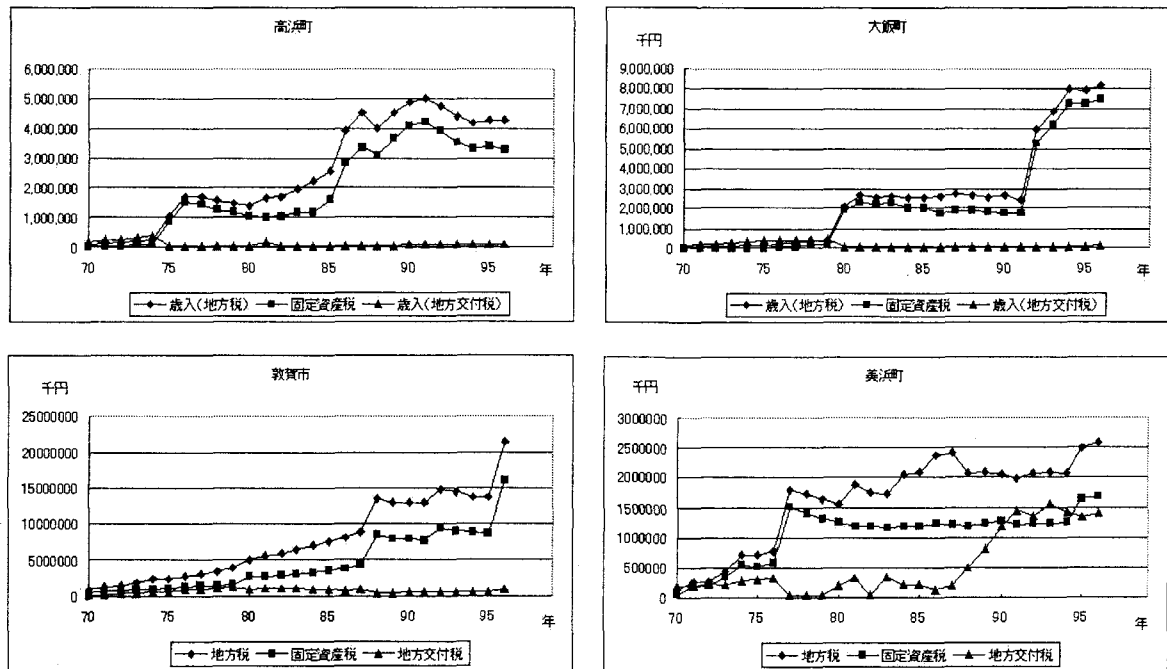 高浜町
6,000,000
5,000,000
4,000,000
3,000,000
2,000,000
1,000,000
0
70 75 80 85 90 95 年
歳入(地方税) 固定資産税 歳入(地方交付税)
大飯町
千円
9,000,000
8,000,000
7,000,000
6,000,000
5,000,000
4,000,000
3,000,000
2,000,000
1,000,000
0
70 75 80 85 90 95 年
歳入(地方税) 固定資産税 歳入(地方交付税)
敦賀市
千円
25000000
20000000
15000000
10000000
5000000
0
70 75 80 85 90 95 年
地方税 固定資産税 地方交付税
美浜町
千円
3000000
2500000
2000000
1500000
1000000
500000
0
70 75 80 85 90 95 年
地方税 固定資産税 地方交付税